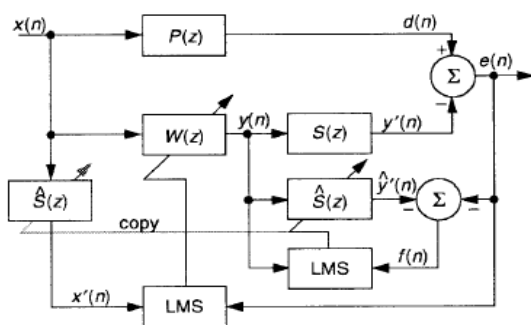 x(n)
P(z)
d(n)
+
Σ
e(n)
−
W(z)
y(n)
S(z)
y′(n)
Ŝ(z)
Ŝ(z)
ŷ′(n)
−
Σ
−
copy
LMS
f(n)
x′(n)
LMS